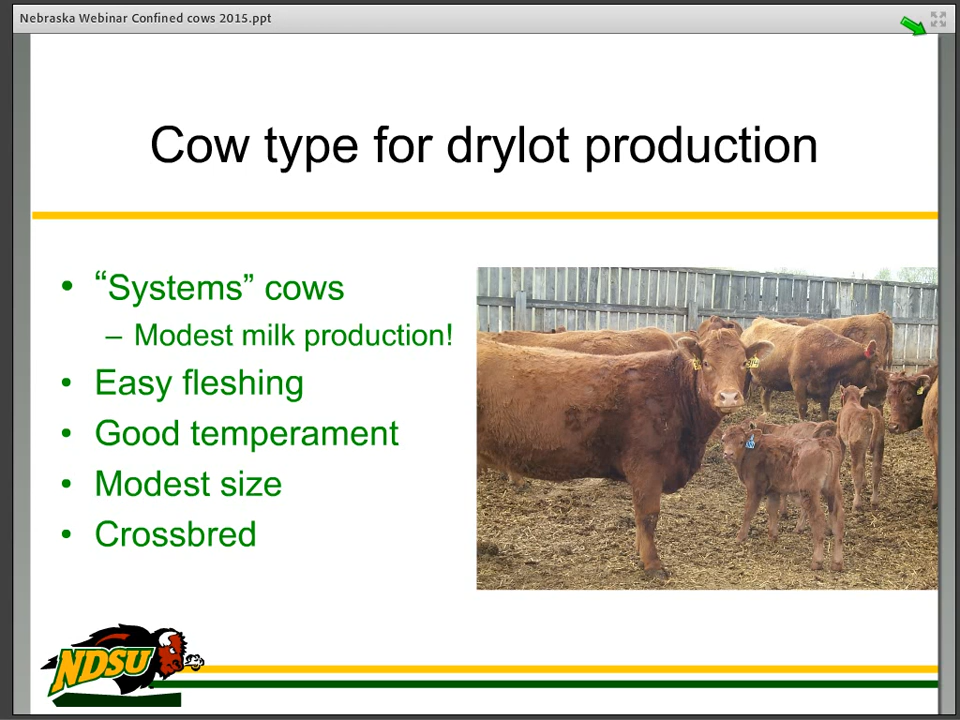 Nebraska Webinar Confined cows 2015.ppt
Cow type for drylot production
• “Systems” cows
– Modest milk production!
• Easy fleshing
• Good temperament
• Modest size
• Crossbred
NDSU